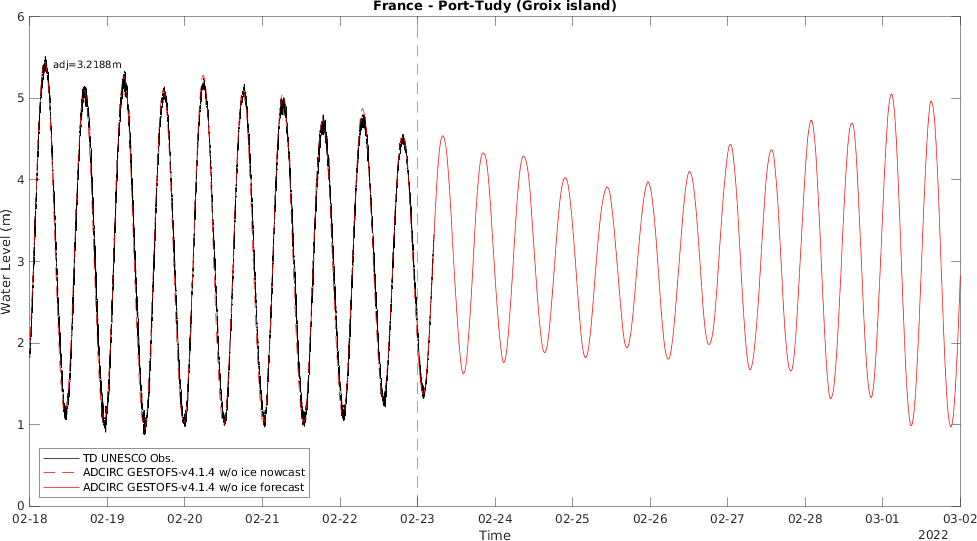 France - Port-Tudy (Groix island)
6
adj=3.2188m
5
4
3
2
1
0
Water Level (m)
TD UNESCO Obs.
ADCIRC GESTOFS-v4.1.4 w/o ice nowcast
ADCIRC GESTOFS-v4.1.4 w/o ice forecast
02-18 02-19 02-20 02-21 02-22 02-23 02-24 02-25 02-26 02-27 02-28 03-01 03-02
Time
2022